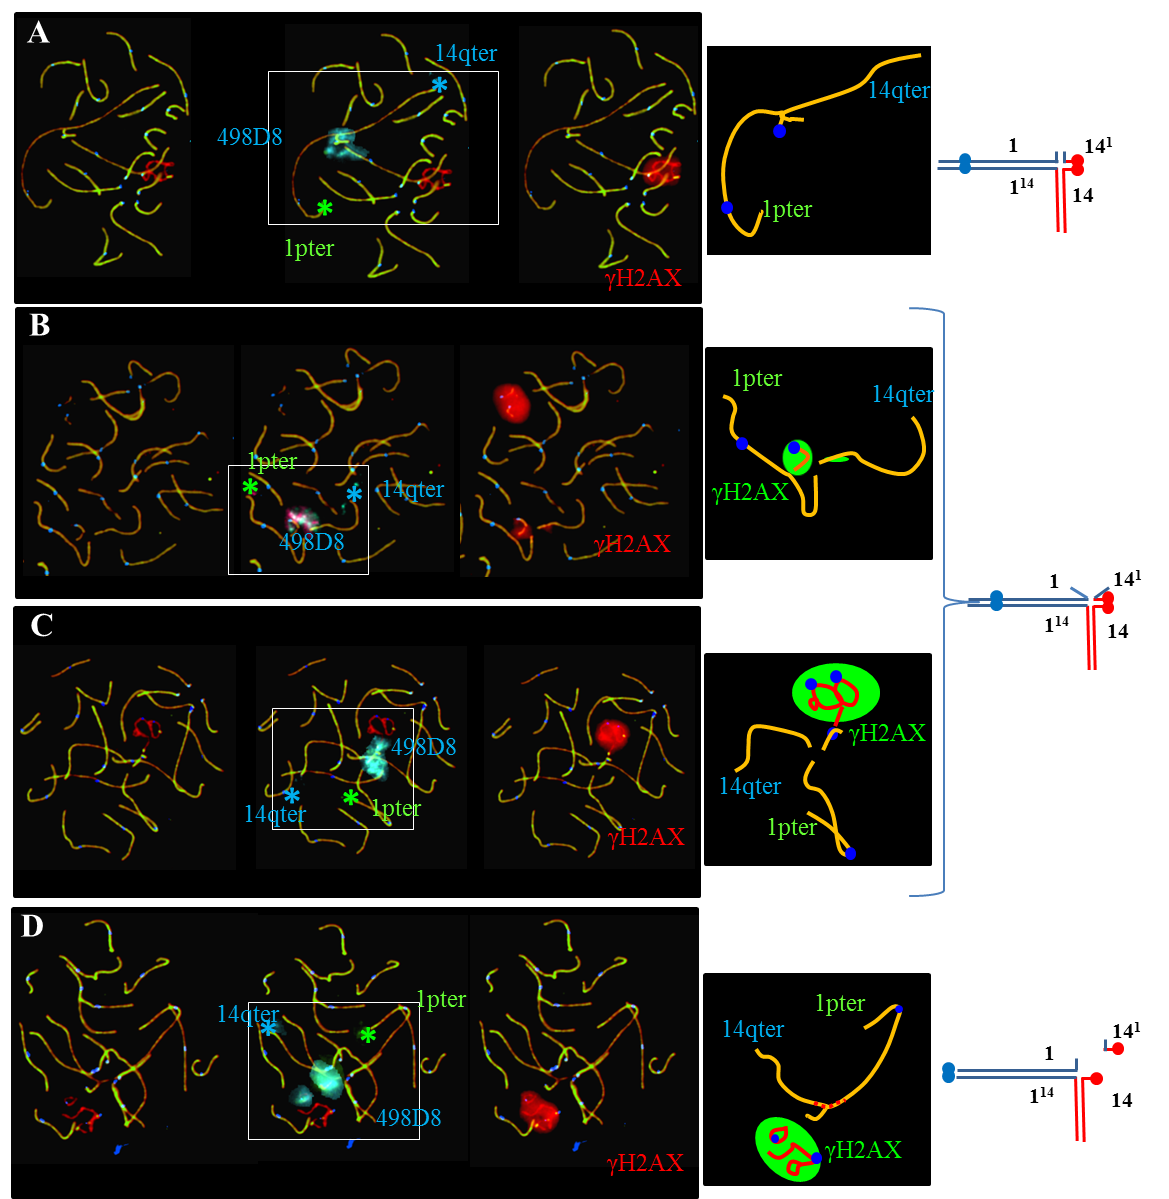 A
14qter
498D8
1pter
γH2AX
14qter
1pter
1
14¹
1¹⁴
14
B
1pter
14qter
498D8
γH2AX
1pter
14qter
γH2AX
1
14¹
1¹⁴
14
C
498D8
14qter
1pter
γH2AX
γH2AX
14qter
1pter
D
14qter
1pter
498D8
γH2AX
1pter
14qter
γH2AX
1
14¹
1¹⁴
14